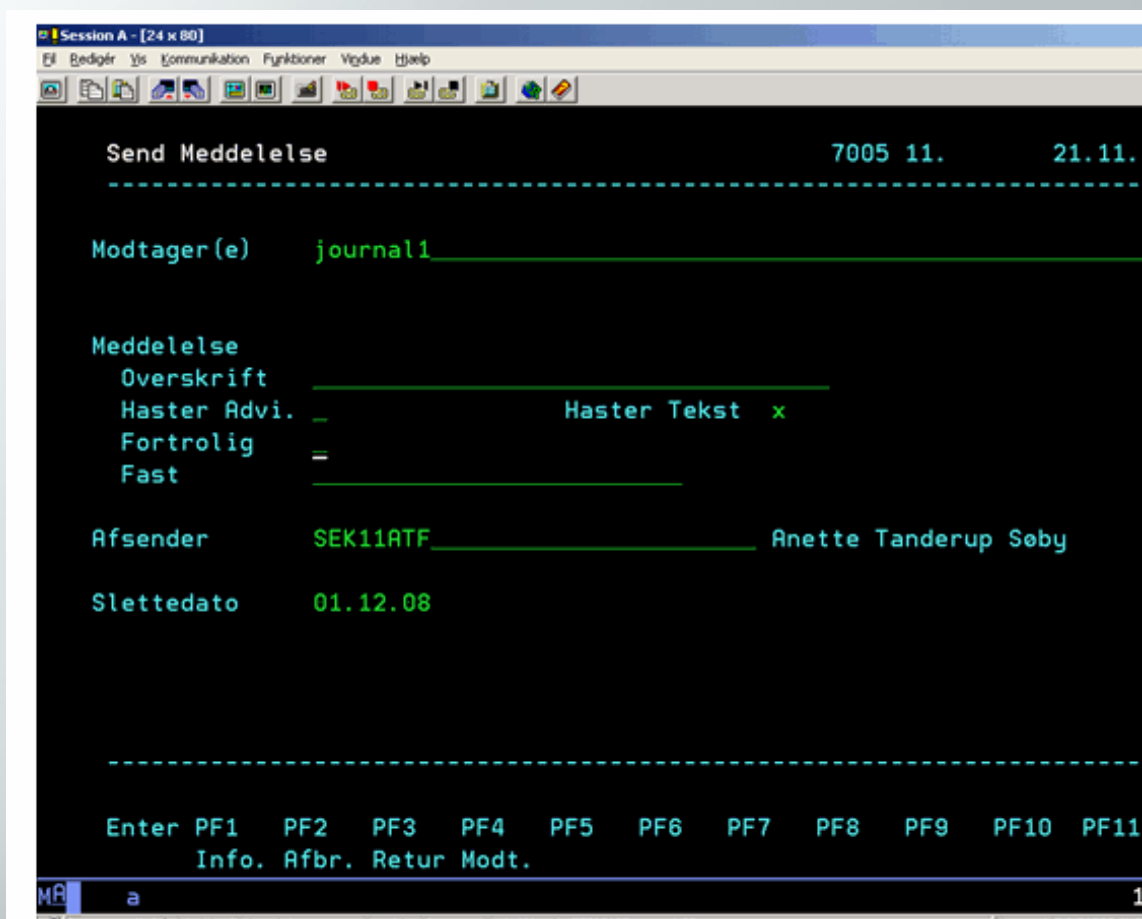 Session A - [24 x 80]
Fil Redigér Vis Kommunikation Funktioner Vindue Hjælp
Send Meddelelse 7005 11. 21.11.
Modtager(e) journal1
Meddelelse
Overskrift
Haster Advi. _ Haster Tekst x
Fortrolig _
Fast
Afsender SEK11ATF Anette Tanderup Søby
Slettedato 01.12.08
Enter PF1 PF2 PF3 PF4 PF5 PF6 PF7 PF8 PF9 PF10 PF11
Info. Afbr. Retur Modt.
MA a 1